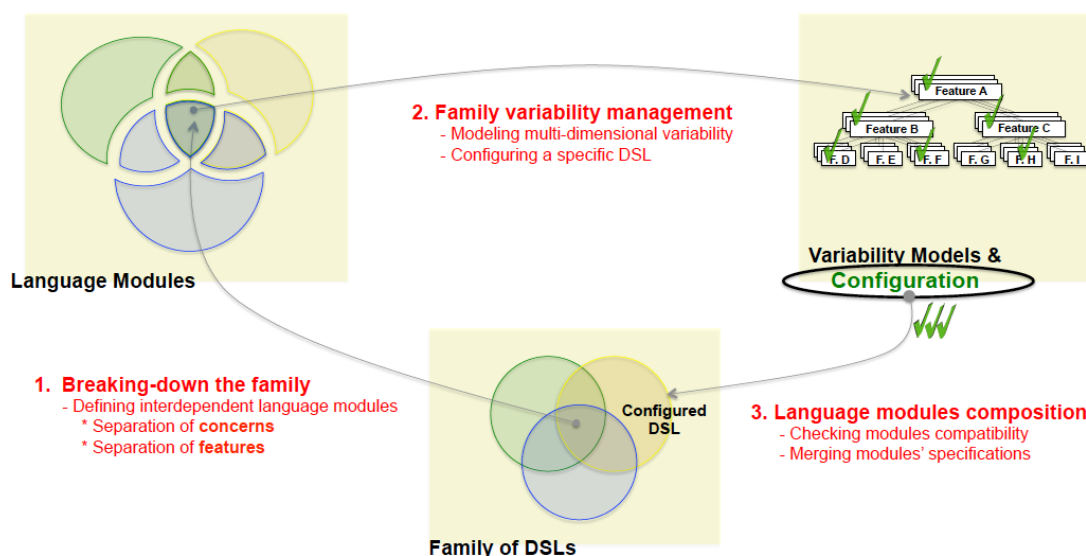 Feature A
Feature B
Feature C
F. D
F. E
F. F
F. G
F. H
F. I
2. Family variability management
- Modeling multi-dimensional variability
- Configuring a specific DSL
Language Modules
Variability Models &
Configuration
1. Breaking-down the family
- Defining interdependent language modules
* Separation of concerns
* Separation of features
Configured
DSL
3. Language modules composition
- Checking modules compatibility
- Merging modules' specifications
Family of DSLs